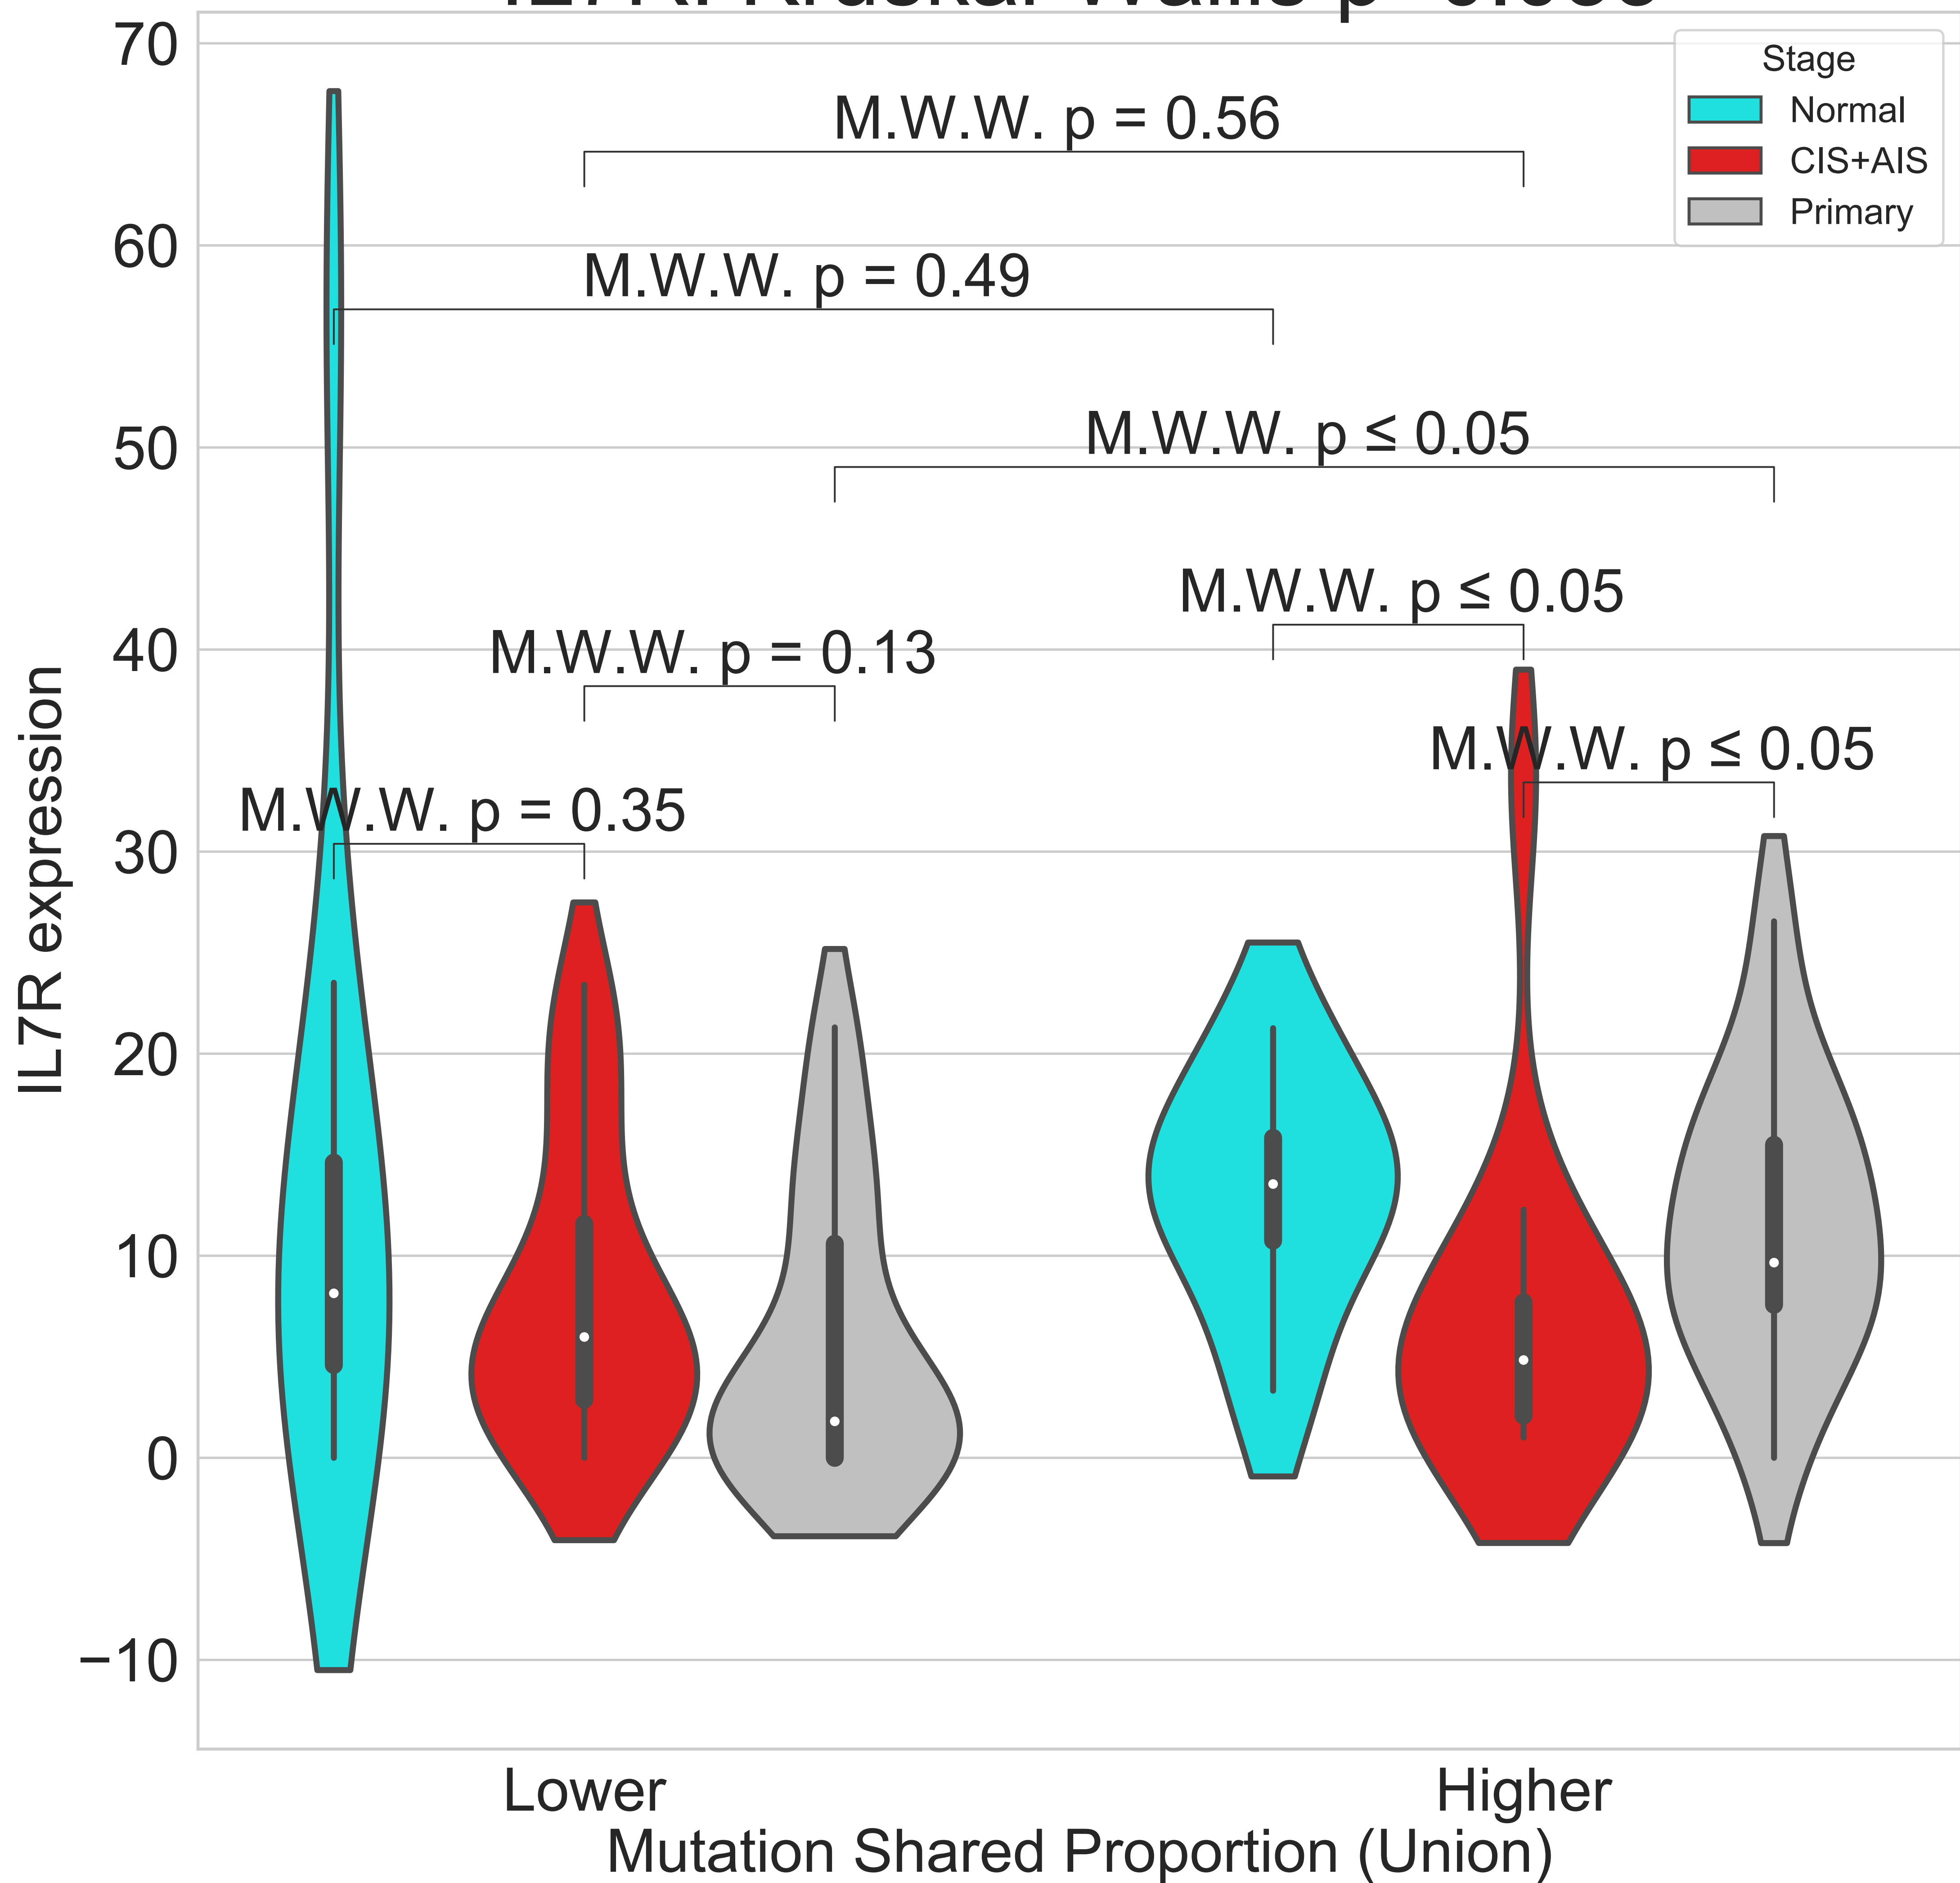 70
60
50
40
30
20
10
0
−10
IL7R expression
Stage
Normal
CIS+AIS
Primary
M.W.W. p = 0.56
M.W.W. p = 0.49
M.W.W. p ≤ 0.05
M.W.W. p ≤ 0.05
M.W.W. p = 0.13
M.W.W. p ≤ 0.05
M.W.W. p = 0.35
Lower
Higher
Mutation Shared Proportion (Union)